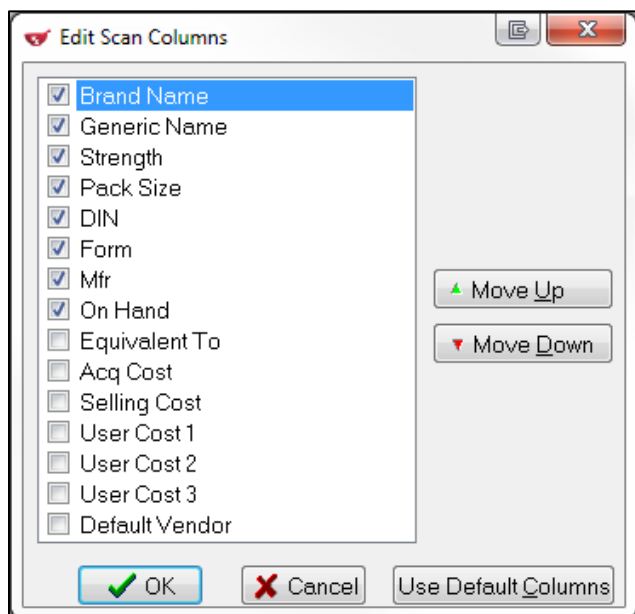 Edit Scan Columns
Brand Name
Generic Name
Strength
Pack Size
DIN
Form
Mfr
On Hand
Equivalent To
Acq Cost
Selling Cost
User Cost 1
User Cost 2
User Cost 3
Default Vendor
Move Up
Move Down
OK
Cancel
Use Default Columns